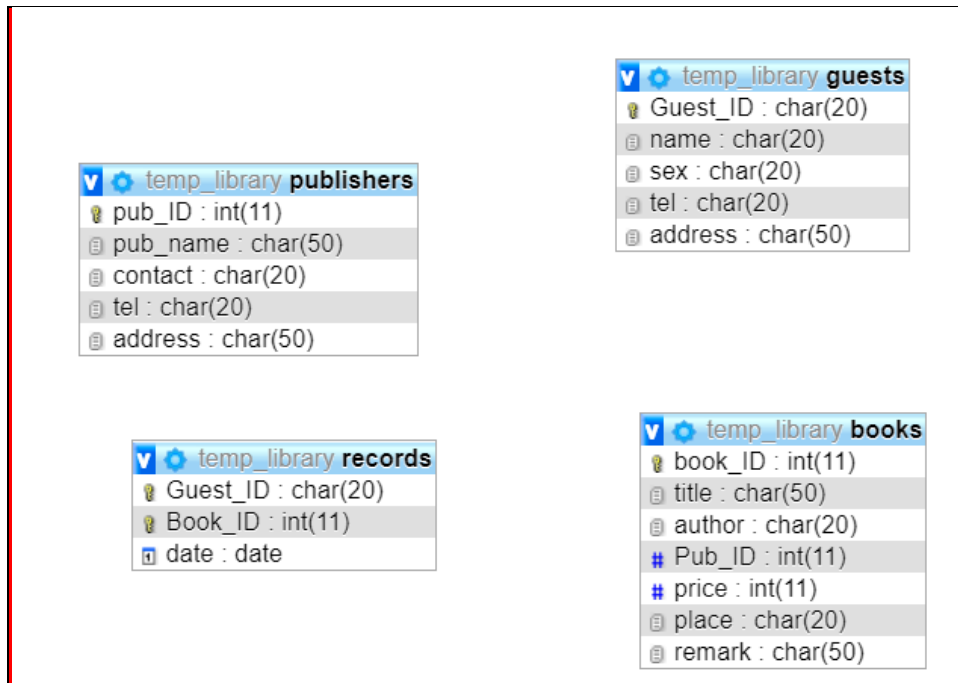 temp_library guests
Guest_ID : char(20)
name : char(20)
sex : char(20)
tel : char(20)
address : char(50)
temp_library publishers
pub_ID : int(11)
pub_name : char(50)
contact : char(20)
tel : char(20)
address : char(50)
temp_library records
Guest_ID : char(20)
Book_ID : int(11)
date : date
temp_library books
book_ID : int(11)
title : char(50)
author : char(20)
# Pub_ID : int(11)
# price : int(11)
place : char(20)
remark : char(50)